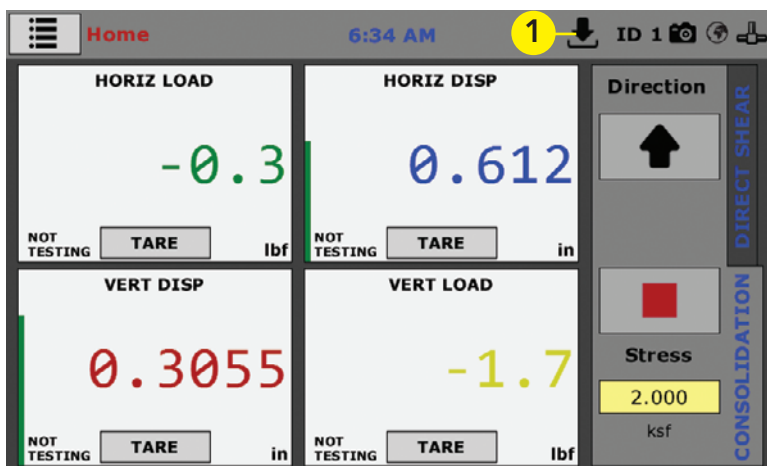 Home 6:34 AM 1 ID 1
HORIZ LOAD
-0.3
NOT
TESTING
TARE
lbf
HORIZ DISP
0.612
NOT
TESTING
TARE
in
Direction
DIRECT SHEAR
VERT DISP
0.3055
NOT
TESTING
TARE
in
VERT LOAD
-1.7
NOT
TESTING
TARE
lbf
Stress
2.000
ksf
CONSOLIDATION